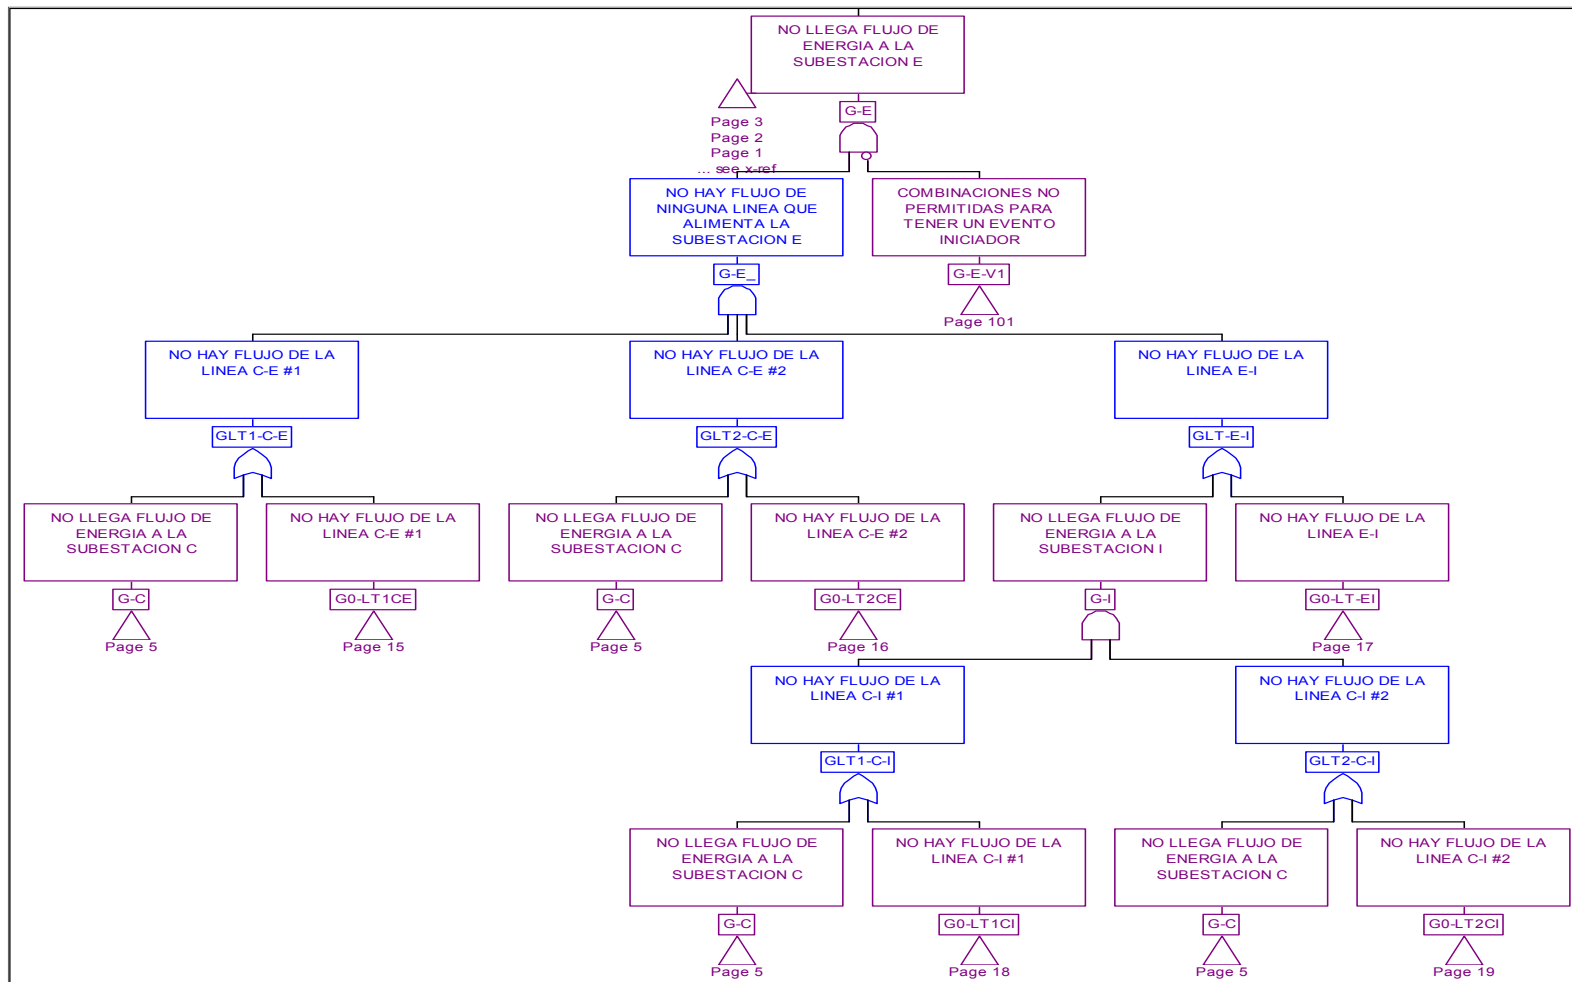 NO LLEGA FLUJO DE
ENERGIA A LA
SUBESTACION E
G-E
Page 3
Page 2
Page 1
... see x-ref
NO HAY FLUJO DE
NINGUNA LINEA QUE
ALIMENTA LA
SUBESTACION E
G-E_
COMBINACIONES NO
PERMITIDAS PARA
TENER UN EVENTO
INICIADOR
G-E-V1
Page 101
NO HAY FLUJO DE LA
LINEA C-E #1
GLT1-C-E
NO HAY FLUJO DE LA
LINEA C-E #2
GLT2-C-E
NO HAY FLUJO DE LA
LINEA E-I
GLT-E-I
NO LLEGA FLUJO DE
ENERGIA A LA
SUBESTACION C
G-C
Page 5
NO HAY FLUJO DE LA
LINEA C-E #1
G0-LT1CE
Page 15
NO LLEGA FLUJO DE
ENERGIA A LA
SUBESTACION C
G-C
Page 5
NO HAY FLUJO DE LA
LINEA C-E #2
G0-LT2CE
Page 16
NO LLEGA FLUJO DE
ENERGIA A LA
SUBESTACION I
G-I
NO HAY FLUJO DE LA
LINEA E-I
G0-LT-EI
Page 17
NO HAY FLUJO DE LA
LINEA C-I #1
GLT1-C-I
NO HAY FLUJO DE LA
LINEA C-I #2
GLT2-C-I
NO LLEGA FLUJO DE
ENERGIA A LA
SUBESTACION C
G-C
Page 5
NO HAY FLUJO DE LA
LINEA C-I #1
G0-LT1CI
Page 18
NO LLEGA FLUJO DE
ENERGIA A LA
SUBESTACION C
G-C
Page 5
NO HAY FLUJO DE LA
LINEA C-I #2
G0-LT2CI
Page 19